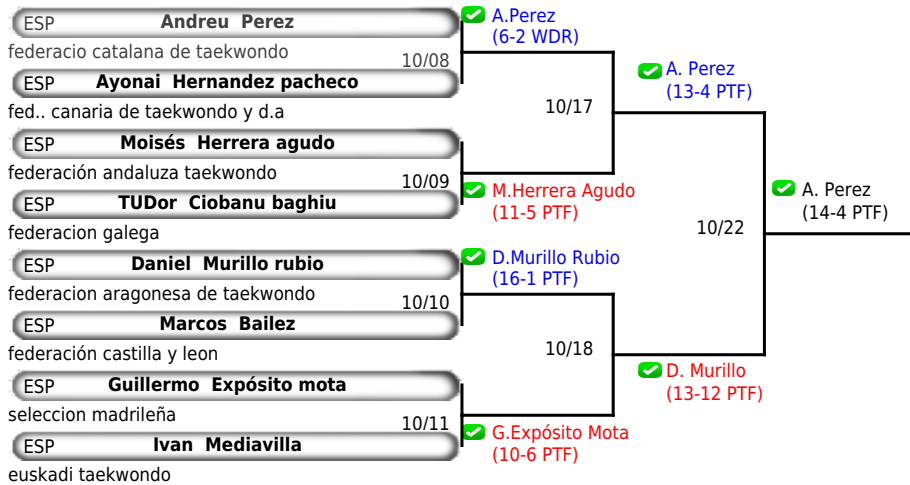 ESP Andreu Perez
federacio catalana de taekwondo
10/08
ESP Ayonai Hernandez pacheco
fed.. canaria de taekwondo y d.a
ESP Moisés Herrera agudo
federación andaluza taekwondo
10/09
ESP TUDor Ciobanu baghiu
federacion galega
ESP Daniel Murillo rubio
federacion aragonesa de taekwondo
10/10
ESP Marcos Bailez
federación castilla y leon
ESP Guillermo Expósito mota
seleccion madrileña
10/11
ESP Ivan Mediavilla
euskadi taekwondo
A.Perez
(6-2 WDR)
10/17
M.Herrera Agudo
(11-5 PTF)
D.Murillo Rubio
(16-1 PTF)
10/18
G.Expósito Mota
(10-6 PTF)
A. Perez
(13-4 PTF)
10/22
D. Murillo
(13-12 PTF)
A. Perez
(14-4 PTF)